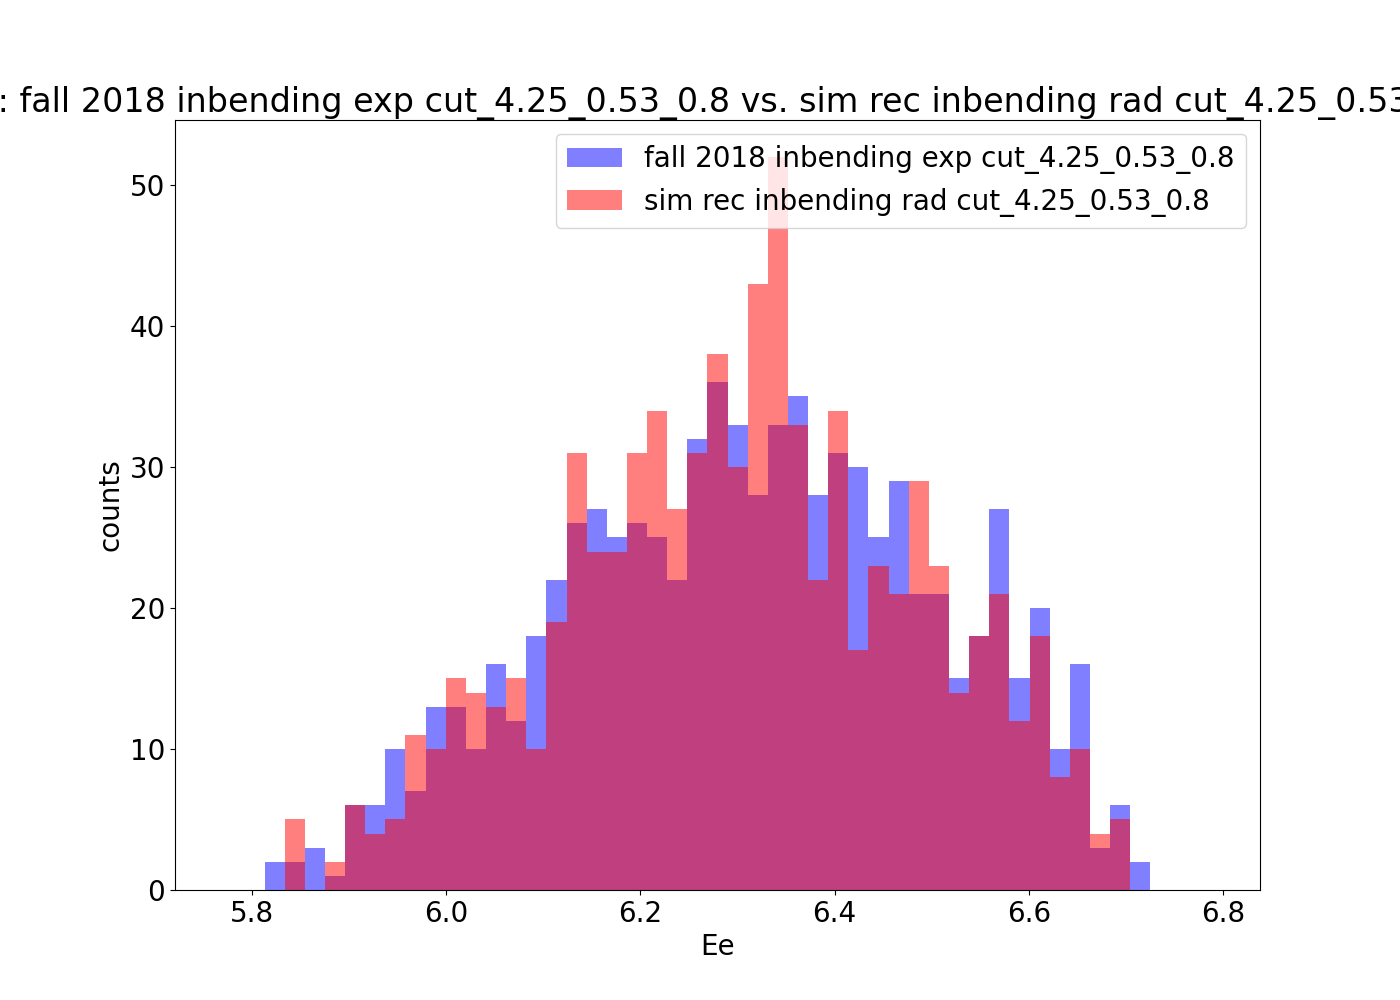 : fall 2018 inbending exp cut_4.25_0.53_0.8 vs. sim rec inbending rad cut_4.25_0.53
fall 2018 inbending exp cut_4.25_0.53_0.8
sim rec inbending rad cut_4.25_0.53_0.8
50
40
30
20
10
0
counts
5.8 6.0 6.2 6.4 6.6 6.8
Ee